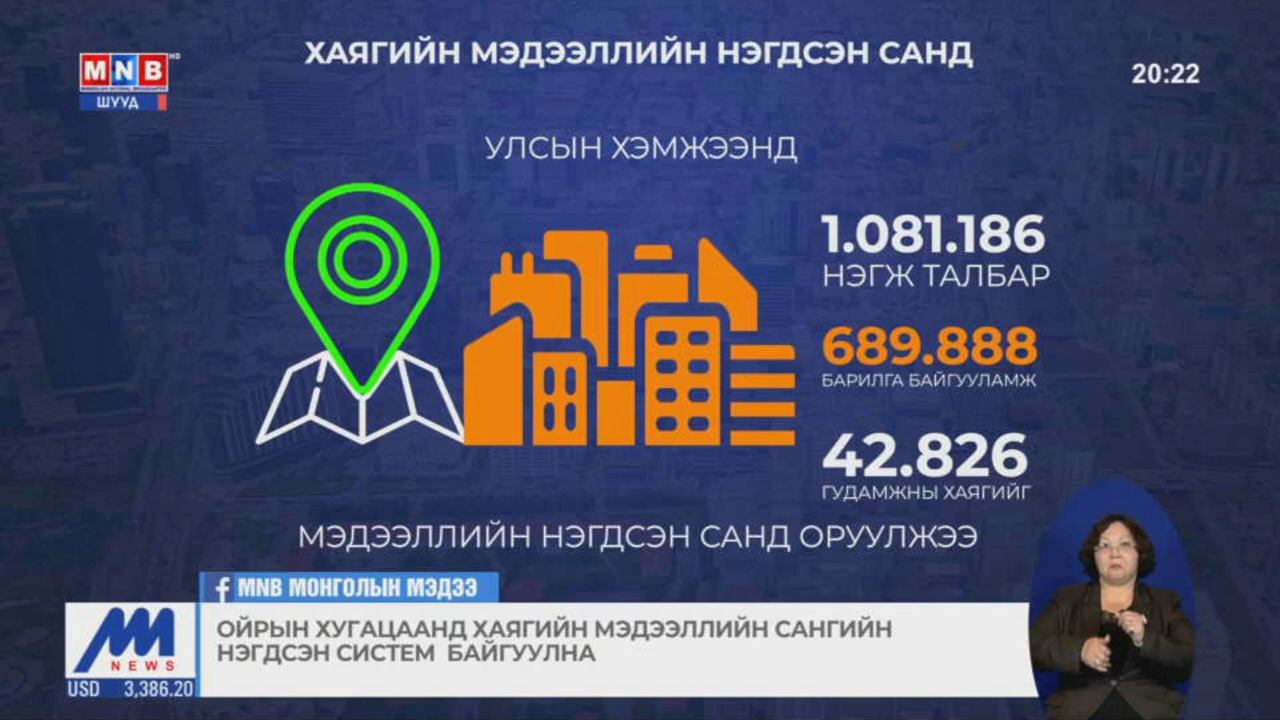 ХАЯГИЙН МЭДЭЭЛЛИЙН НЭГДСЭН САНД
MNB HD
ШУУД
20:22
УЛСЫН ХЭМЖЭЭНД
1.081.186
НЭГЖ ТАЛБАР
689.888
БАРИЛГА БАЙГУУЛАМЖ
42.826
ГУДАМЖНЫ ХАЯГИЙГ
МЭДЭЭЛЛИЙН НЭГДСЭН САНД ОРУУЛЖЭЭ
f MNB МОНГОЛЫН МЭДЭЭ
ОЙРЫН ХУГАЦААНД ХАЯГИЙН МЭДЭЭЛЛИЙН САНГИЙН
НЭГДСЭН СИСТЕМ БАЙГУУЛНА
NEWS
USD 3,386.20